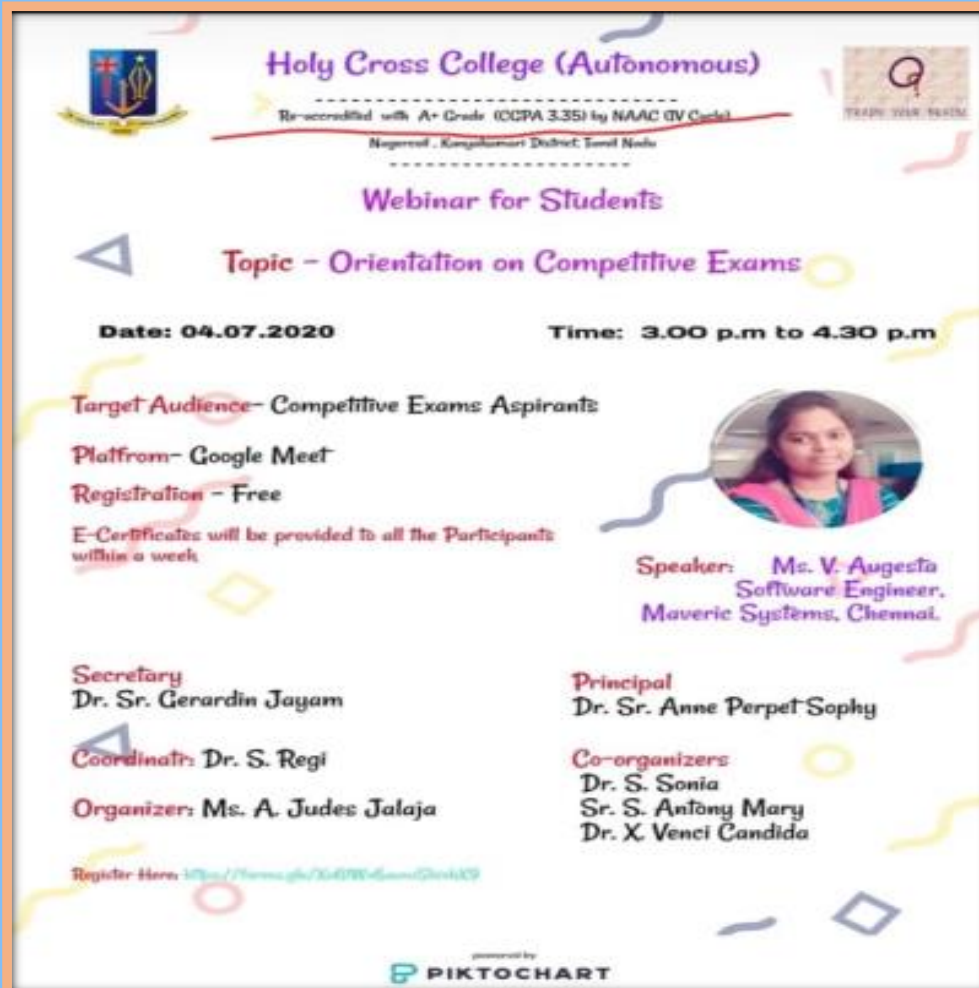 Holy Cross College (Autonomous)
Re-accredited with A+ Grade (CGPA 3.35) by NAAC (IV Cycle)
Nagercoil, Kanyakumari District, Tamil Nadu
TRAIN YOUR BRAIN
Webinar for Students
Topic - Orientation on Competitive Exams
Date: 04.07.2020
Time: 3.00 p.m to 4.30 p.m
Target Audience- Competitive Exams Aspirants
Platfrom- Google Meet
Registration - Free
E-Certificates will be provided to all the Participants
within a week
Speaker: Ms. V. Augesta
Software Engineer,
Maveric Systems, Chennai.
Secretary
Dr. Sr. Gerardin Jayam
Principal
Dr. Sr. Anne Perpet Sophy
Coordinatr: Dr. S. Regi
Organizer: Ms. A. Judes Jalaja
Co-organizers
Dr. S. Sonia
Sr. S. Antony Mary
Dr. X. Venci Candida
Register Here:
powered by
PIKTOCHART